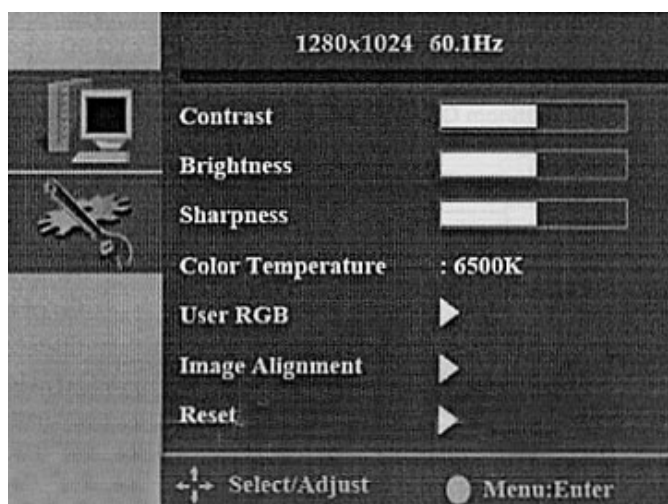 1280x1024 60.1Hz
Contrast
Brightness
Sharpness
Color Temperature : 6500K
User RGB
Image Alignment
Reset
Select/Adjust Menu:Enter